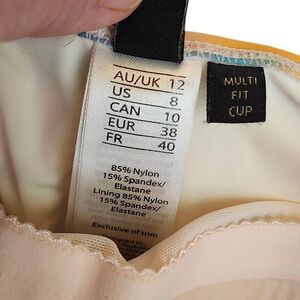 AU/UK 12
US 8
CAN 10
EUR 38
FR 40
85% Nylon
15% Spandex/
Elastane
Lining 85% Nylon
15% Spandex/
Elastane
Exclusive of trim
MULTI
FIT
CUP